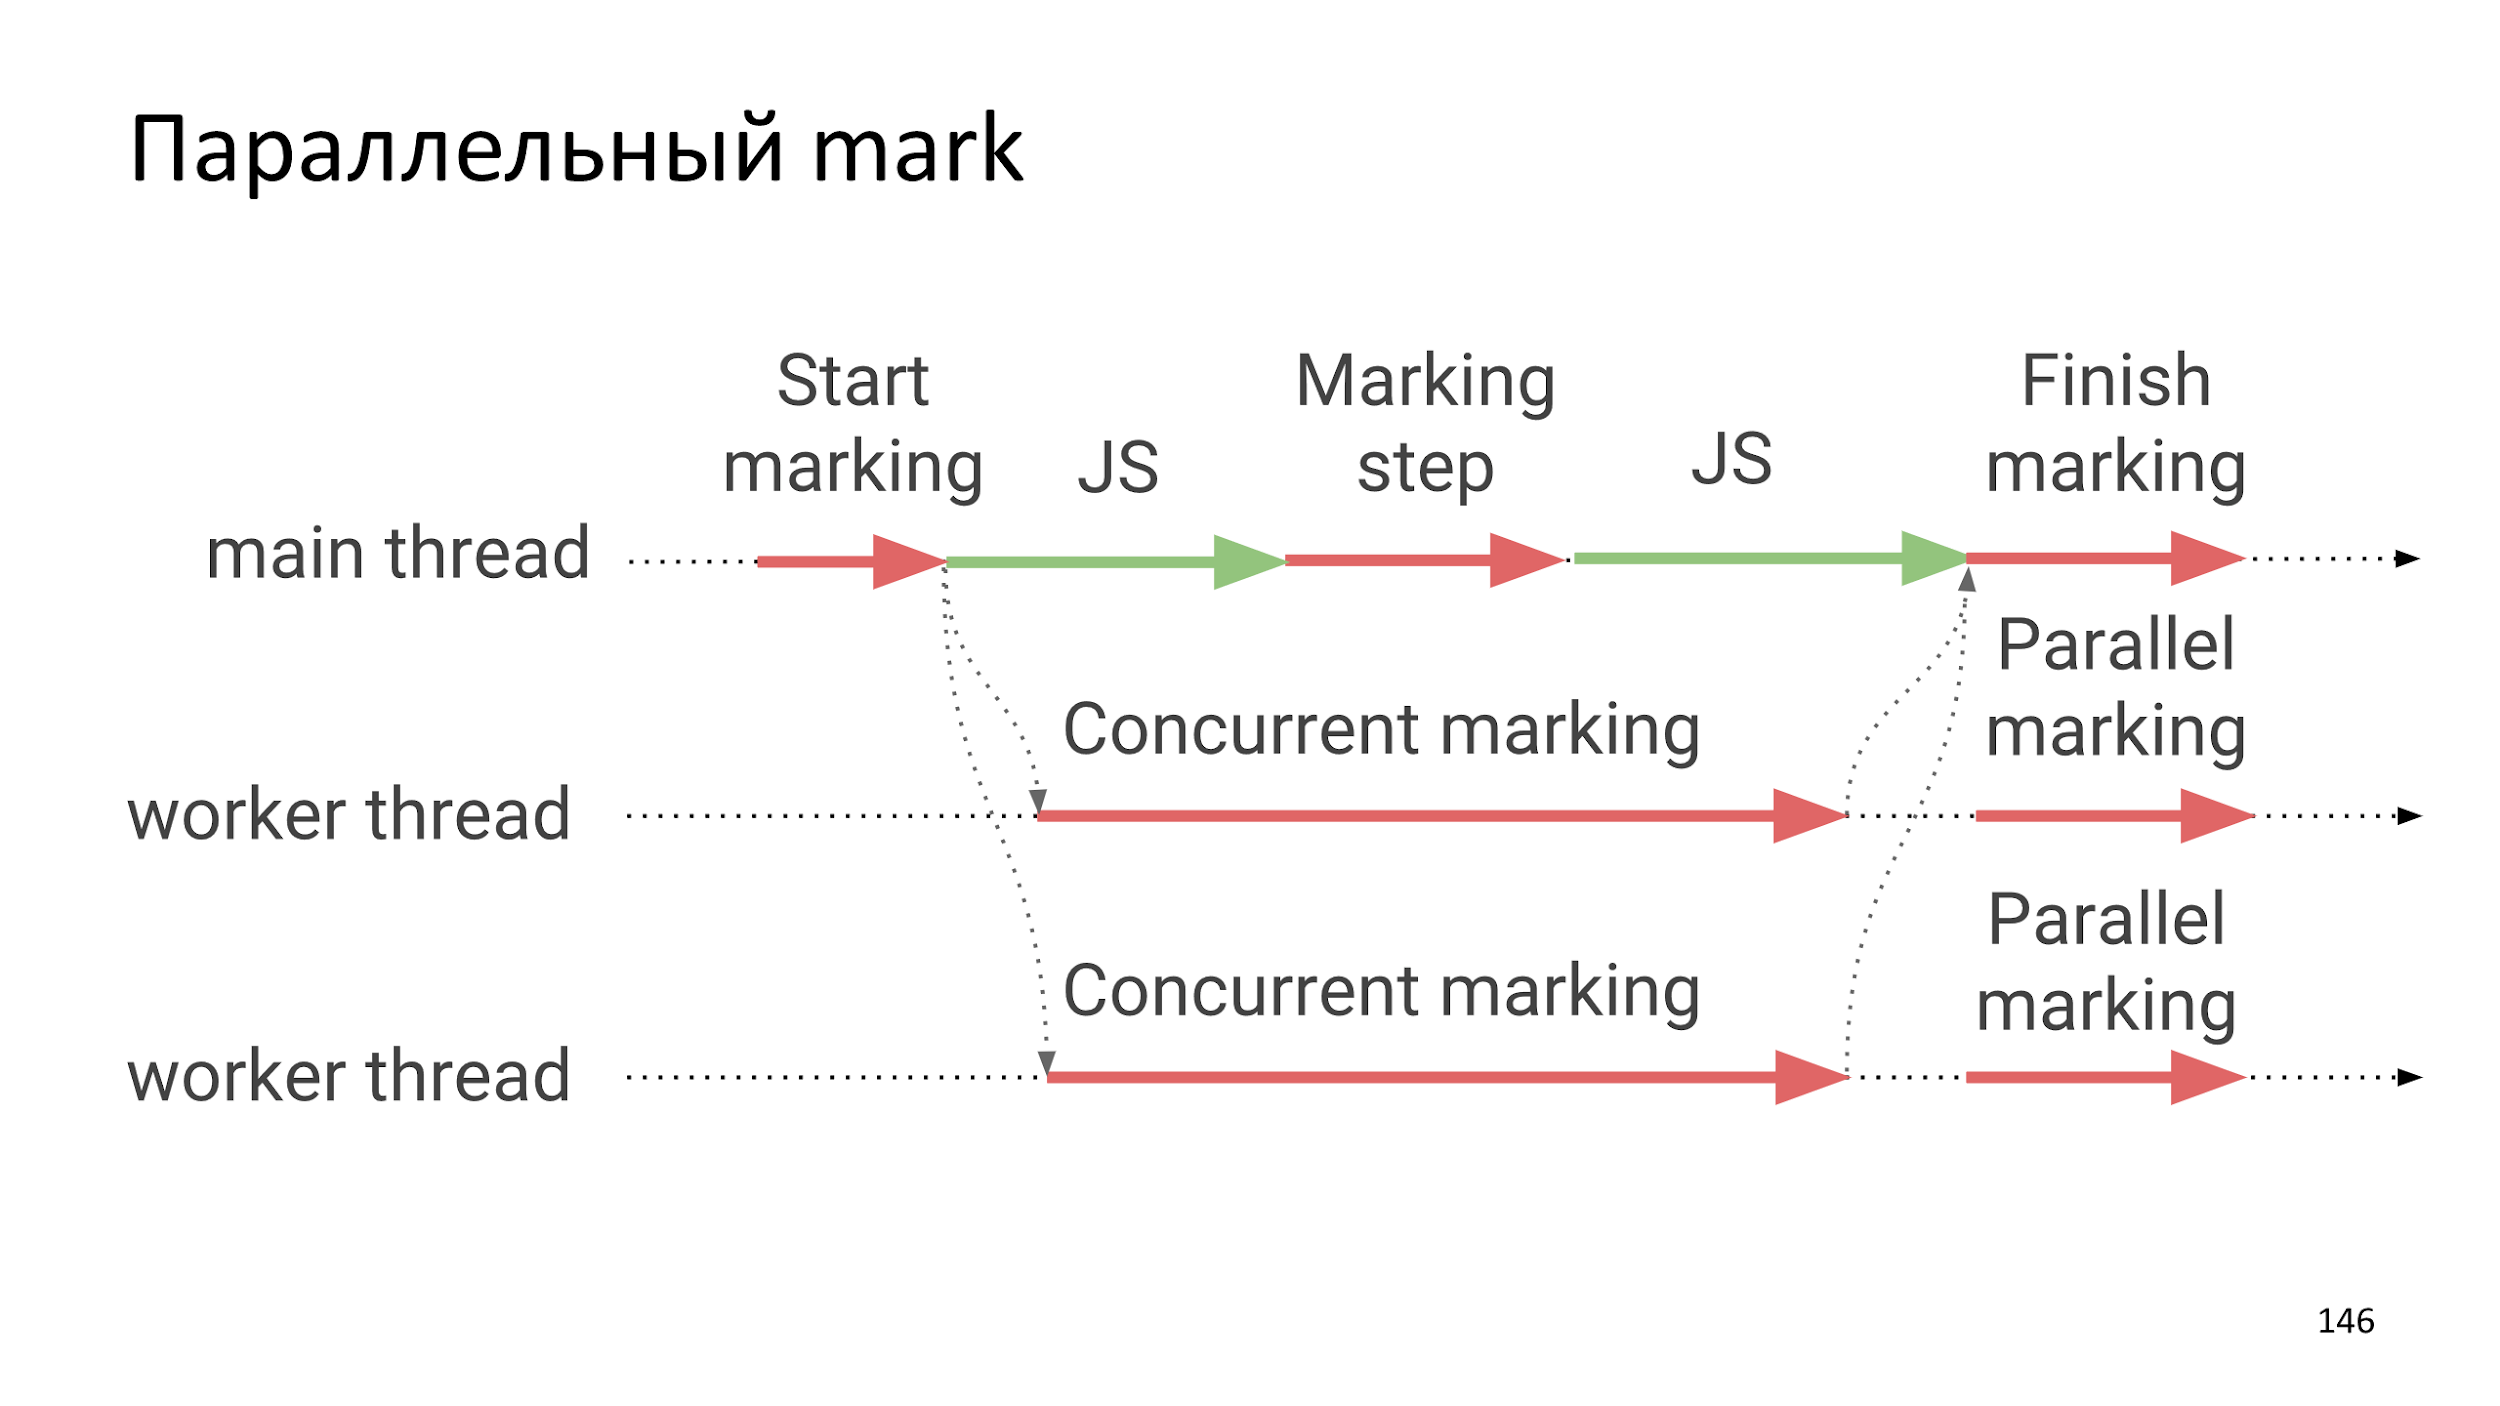 Параллельный mark
Start
marking
JS
Marking
step
JS
Finish
marking
main thread
Parallel
marking
Concurrent marking
worker thread
Parallel
marking
Concurrent marking
worker thread
146